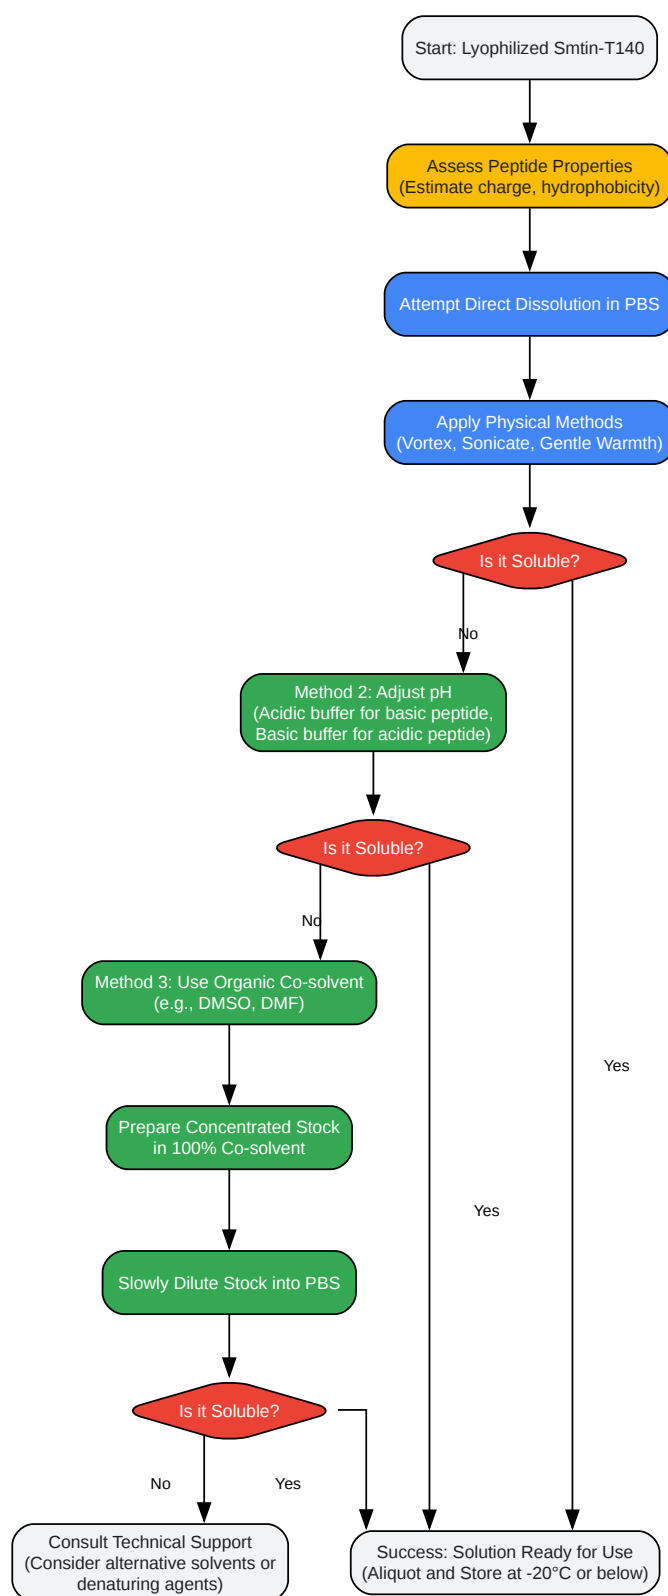 Start: Lyophilized Smtin-T140
Assess Peptide Properties
(Estimate charge, hydrophobicity)
Attempt Direct Dissolution in PBS
Apply Physical Methods
(Vortex, Sonicate, Gentle Warmth)
Is it Soluble?
No
Method 2: Adjust pH
(Acidic buffer for basic peptide,
Basic buffer for acidic peptide)
Is it Soluble?
No
Method 3: Use Organic Co-solvent
(e.g., DMSO, DMF)
Yes
Prepare Concentrated Stock
in 100% Co-solvent
Yes
Slowly Dilute Stock into PBS
Is it Soluble?
No
Yes
Consult Technical Support
(Consider alternative solvents or
denaturing agents)
Success: Solution Ready for Use
(Aliquot and Store at -20°C or below)